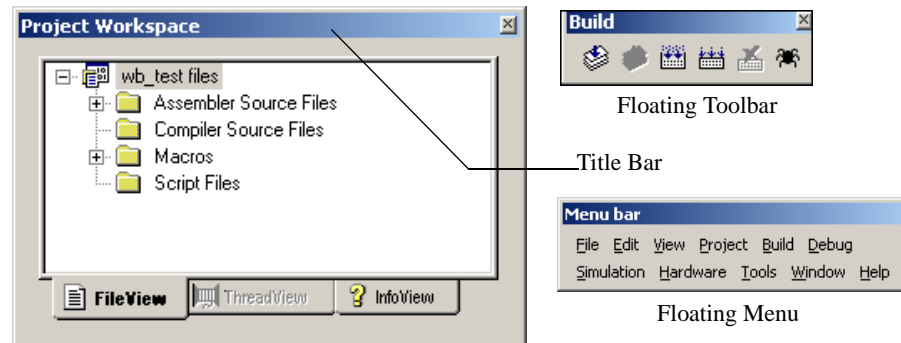 Project Workspace
wb_test files
Assembler Source Files
Compiler Source Files
Macros
Script Files
FileView ThreadView InfoView
Build
Floating Toolbar
Title Bar
Menu bar
File Edit View Project Build Debug
Simulation Hardware Tools Window Help
Floating Menu